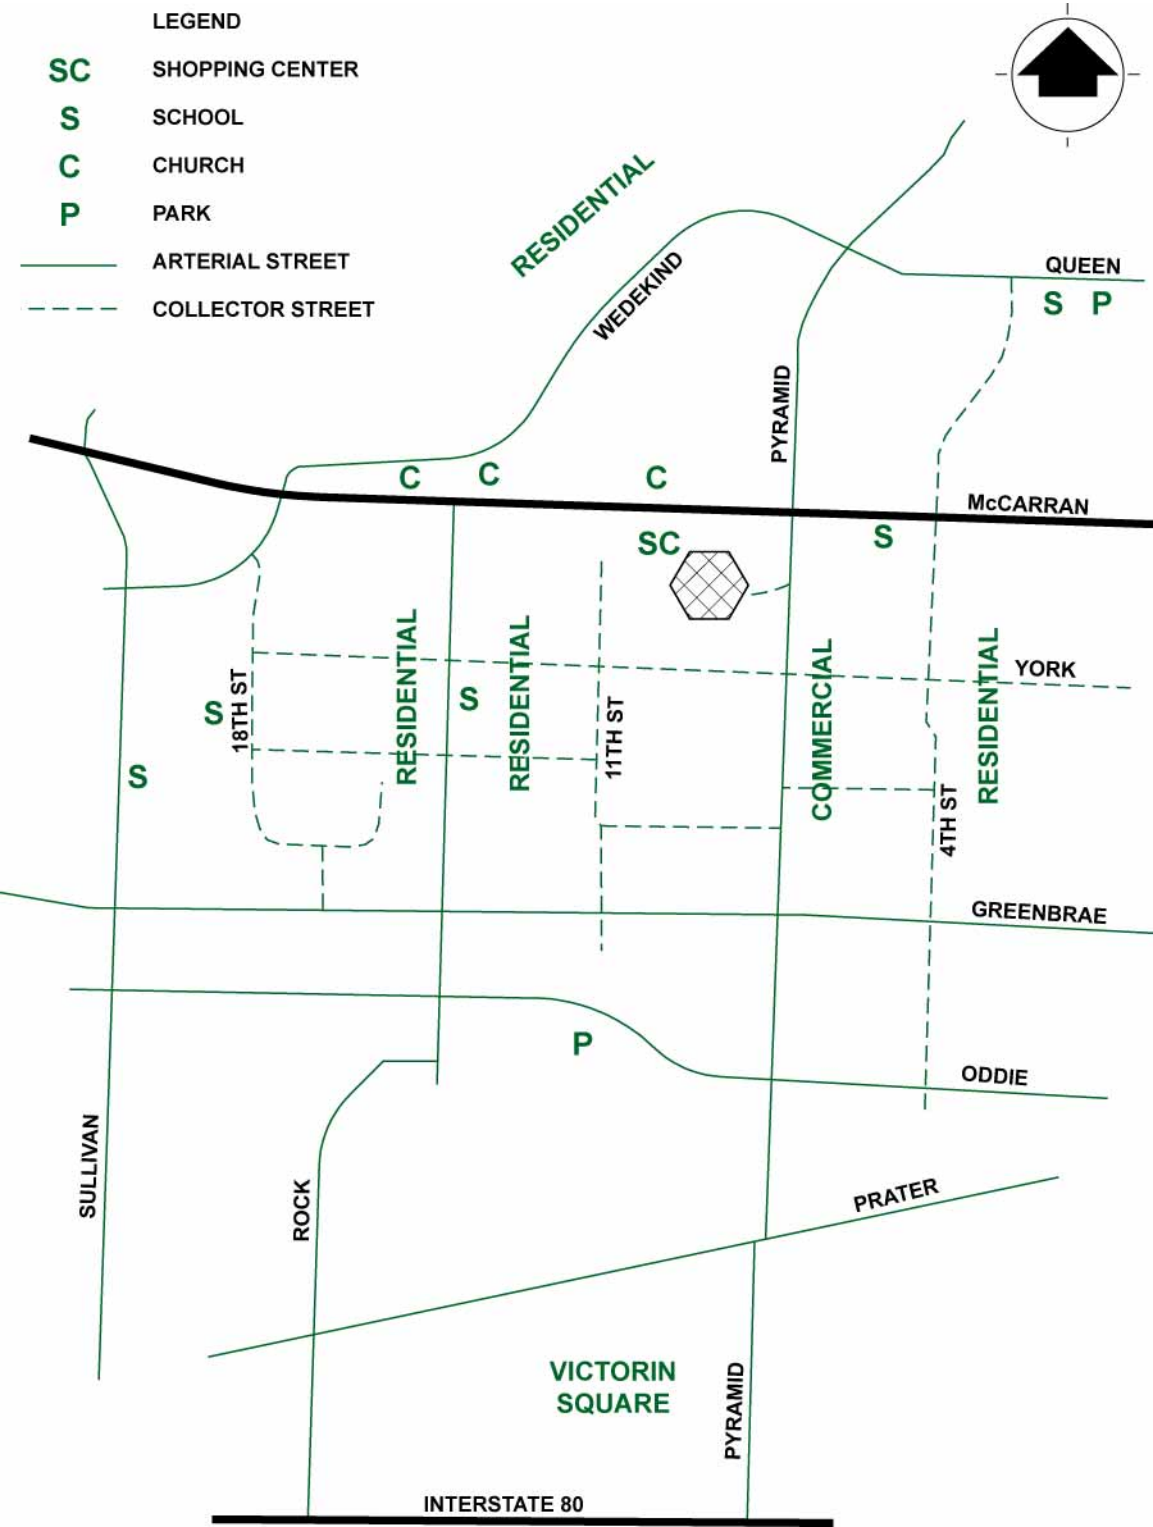 LEGEND
SC SHOPPING CENTER
S SCHOOL
C CHURCH
P PARK
ARTERIAL STREET
COLLECTOR STREET
RESIDENTIAL
WEDEKIND
QUEEN
S P
PYRAMID
C C C
McCARRAN
SC
S
RESIDENTIAL
RESIDENTIAL
COMMERCIAL
RESIDENTIAL
YORK
S
18TH ST
S
11TH ST
S
4TH ST
GREENBRAE
P
ODDIE
SULLIVAN
ROCK
PRATER
VICTORIN
SQUARE
PYRAMID
INTERSTATE 80